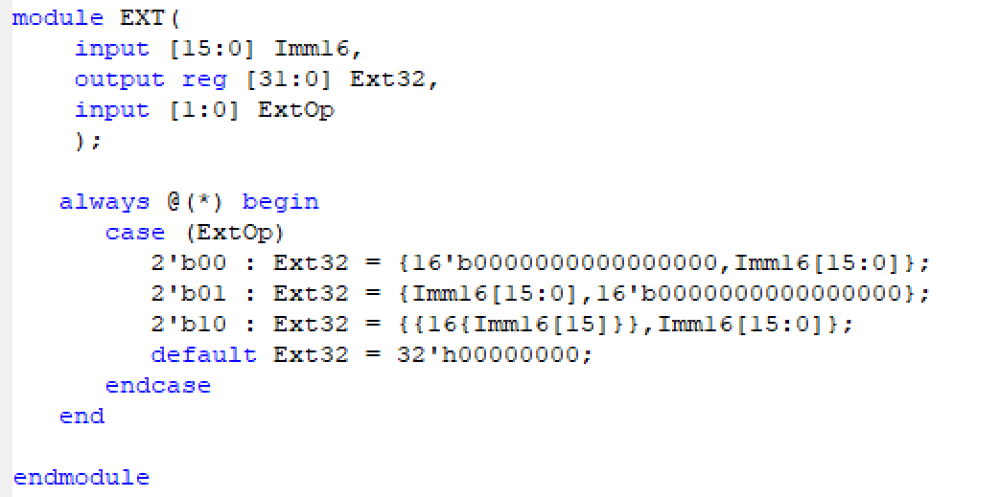 module EXT(
    input [15:0] Imm16,
    output reg [31:0] Ext32,
    input [1:0] ExtOp
    );

   always @(*) begin
      case (ExtOp)
         2'b00 : Ext32 = {16'b0000000000000000,Imm16[15:0]};
         2'b01 : Ext32 = {Imm16[15:0],16'b0000000000000000};
         2'b10 : Ext32 = {{16{Imm16[15]}},Imm16[15:0]};
         default Ext32 = 32'h00000000;
      endcase
   end

endmodule